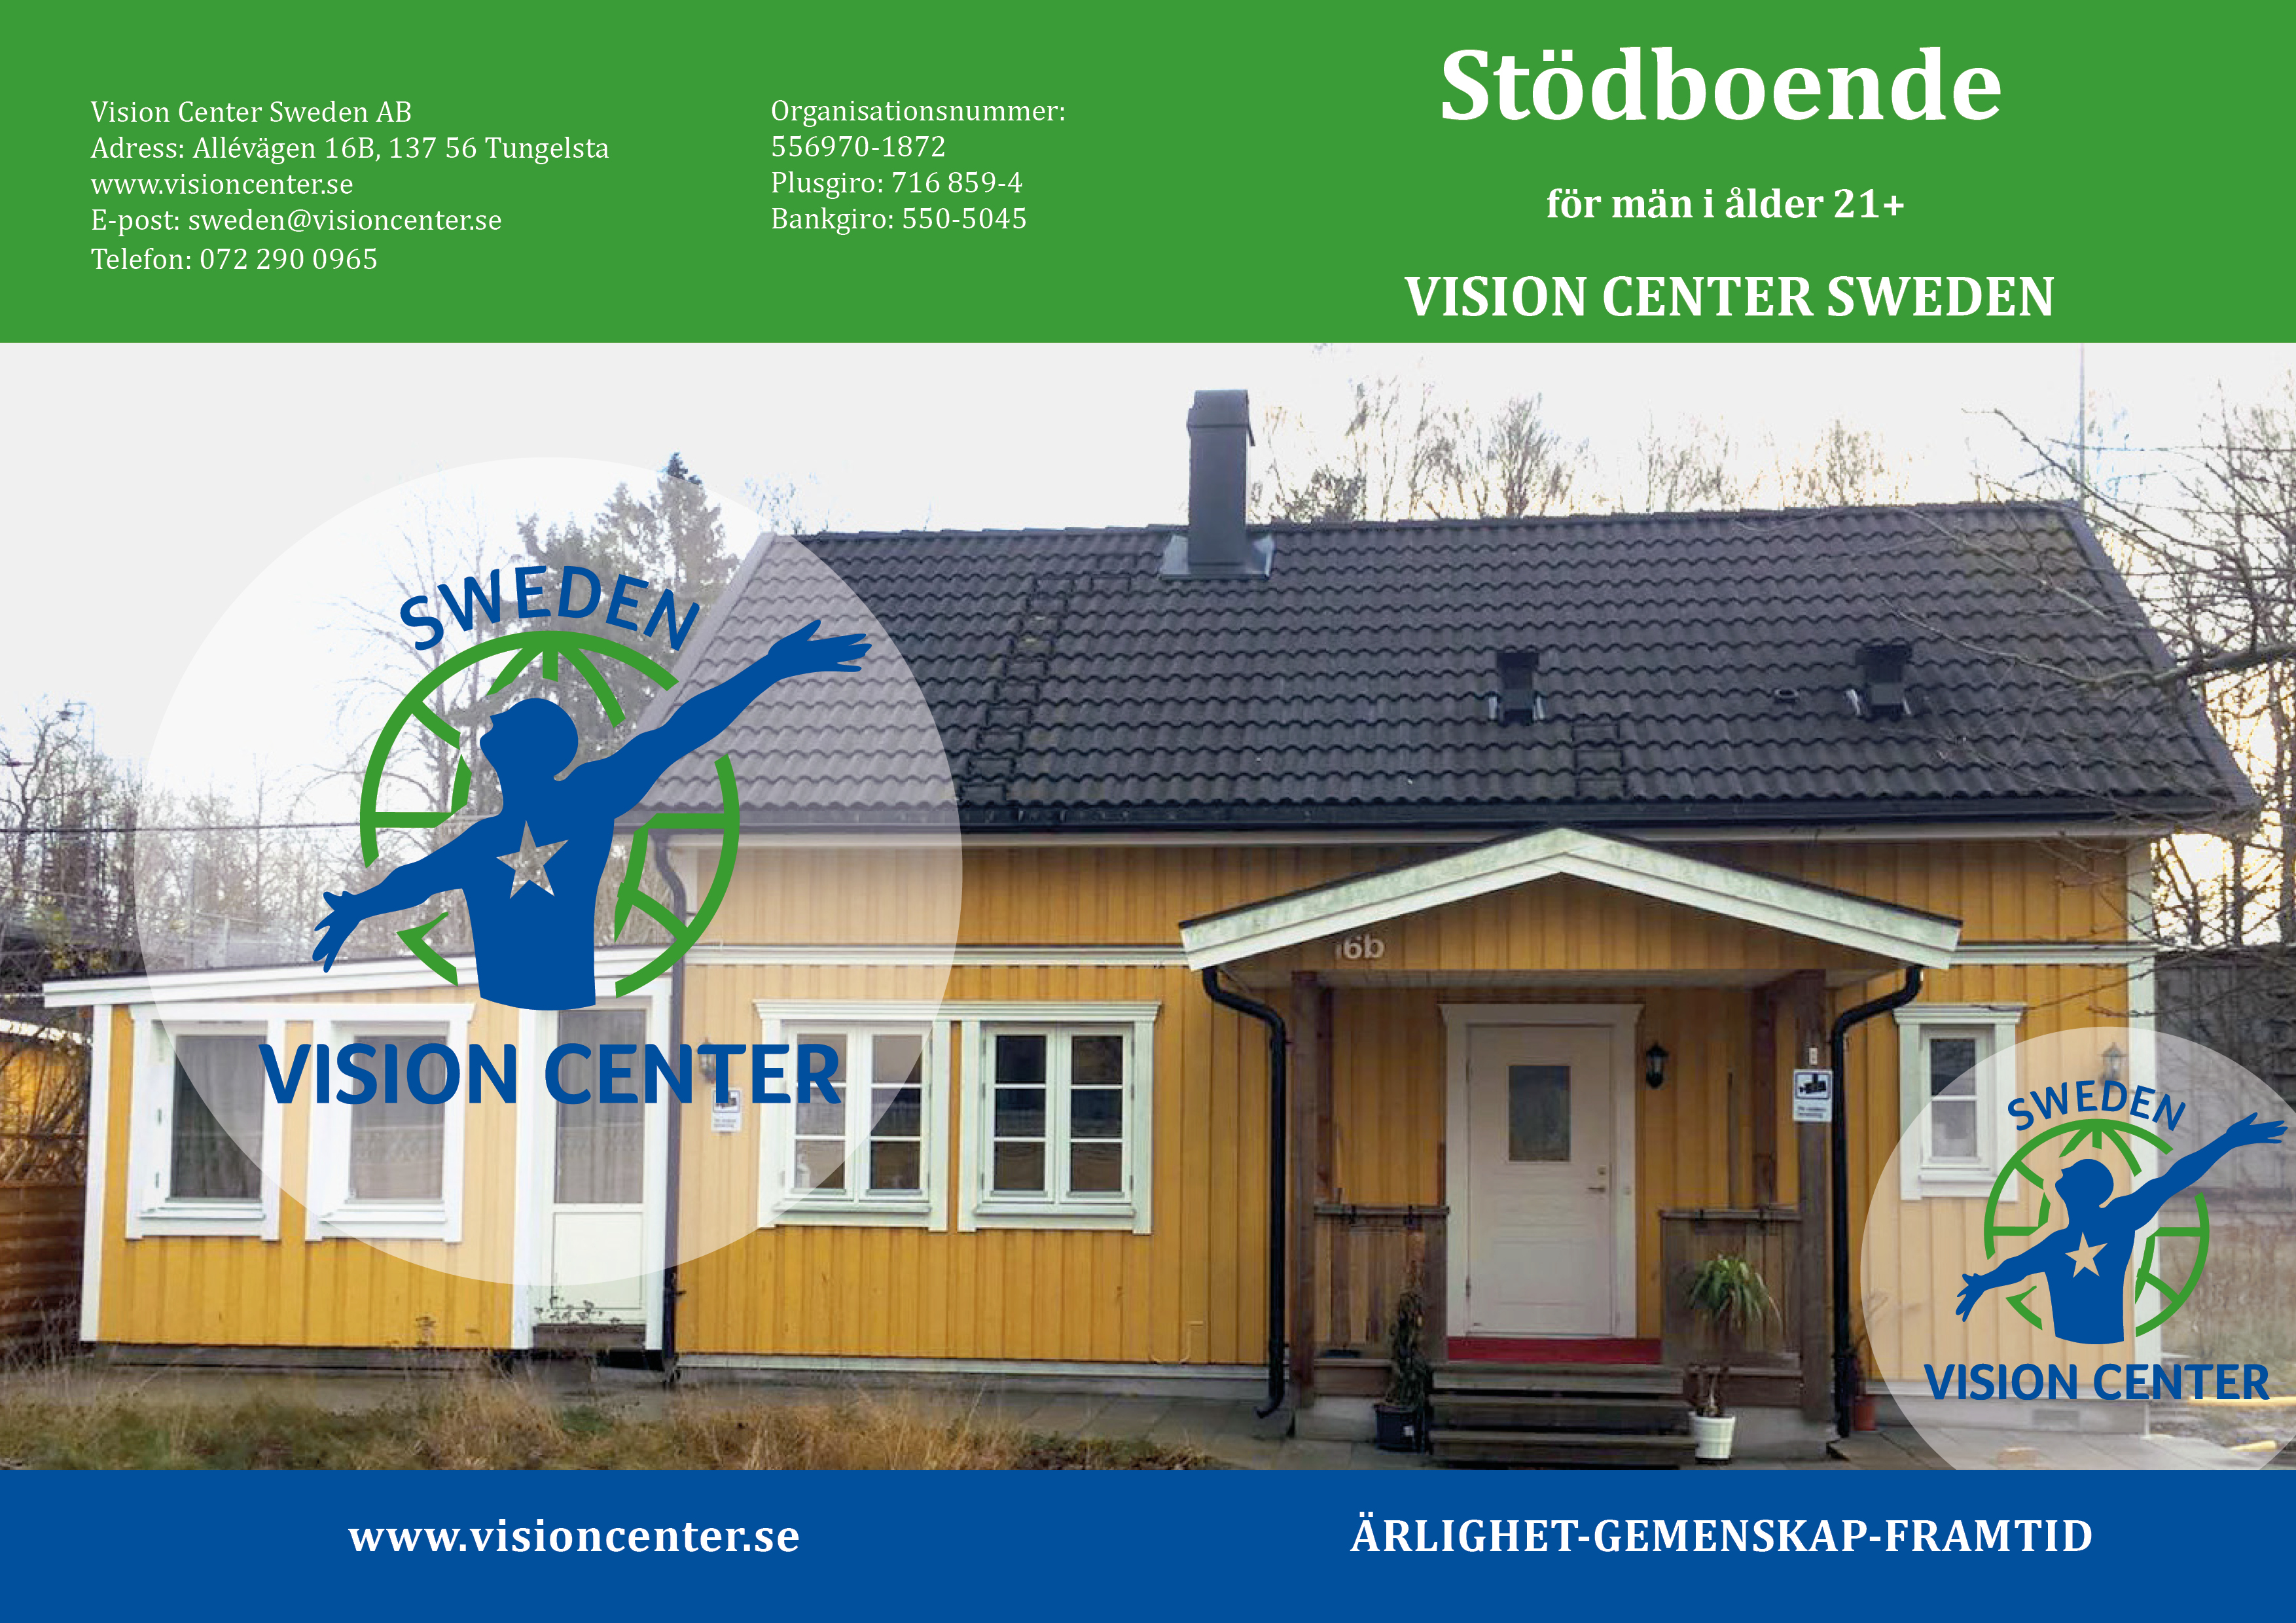 Vision Center Sweden AB
Adress: Allévägen 16B, 137 56 Tungelsta
www.visioncenter.se
E-post: sweden@visioncenter.se
Telefon: 072 290 0965
Organisationsnummer:
556970-1872
Plusgiro: 716 859-4
Bankgiro: 550-5045
Stödboende
för män i ålder 21+
VISION CENTER SWEDEN
SWEDEN
VISION CENTER
16b
SWEDEN
VISION CENTER
www.visioncenter.se
ÄRLIGHET-GEMENSKAP-FRAMTID